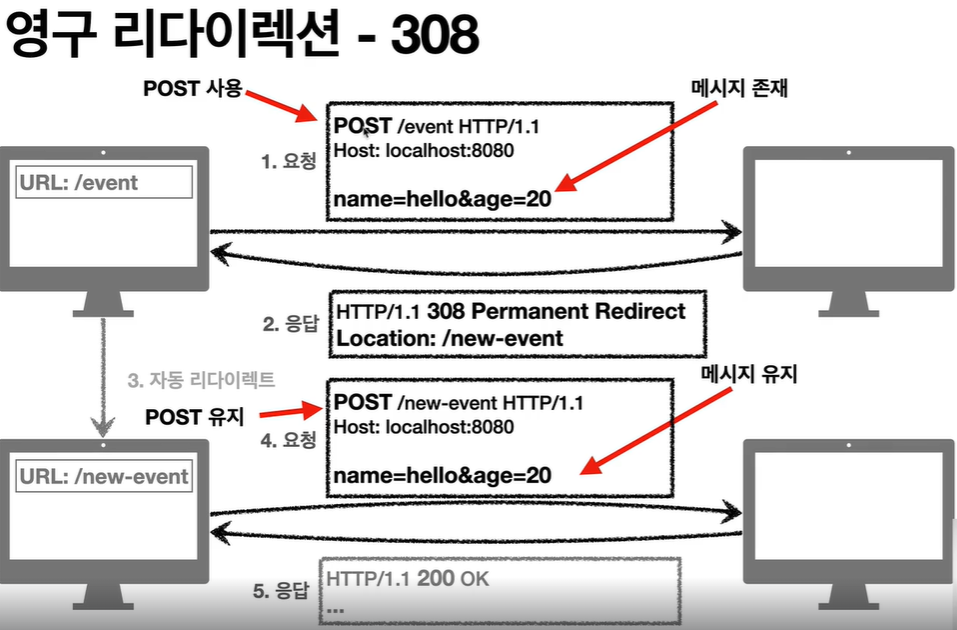 영구 리다이렉션 - 308
POST 사용
메시지 존재
1. 요청
POST /event HTTP/1.1
Host: localhost:8080
name=hello&age=20
URL: /event
2. 응답
HTTP/1.1 308 Permanent Redirect
Location: /new-event
3. 자동 리다이렉트
메시지 유지
POST 유지
4. 요청
POST /new-event HTTP/1.1
Host: localhost:8080
name=hello&age=20
URL: /new-event
5. 응답
HTTP/1.1 200 OK
...